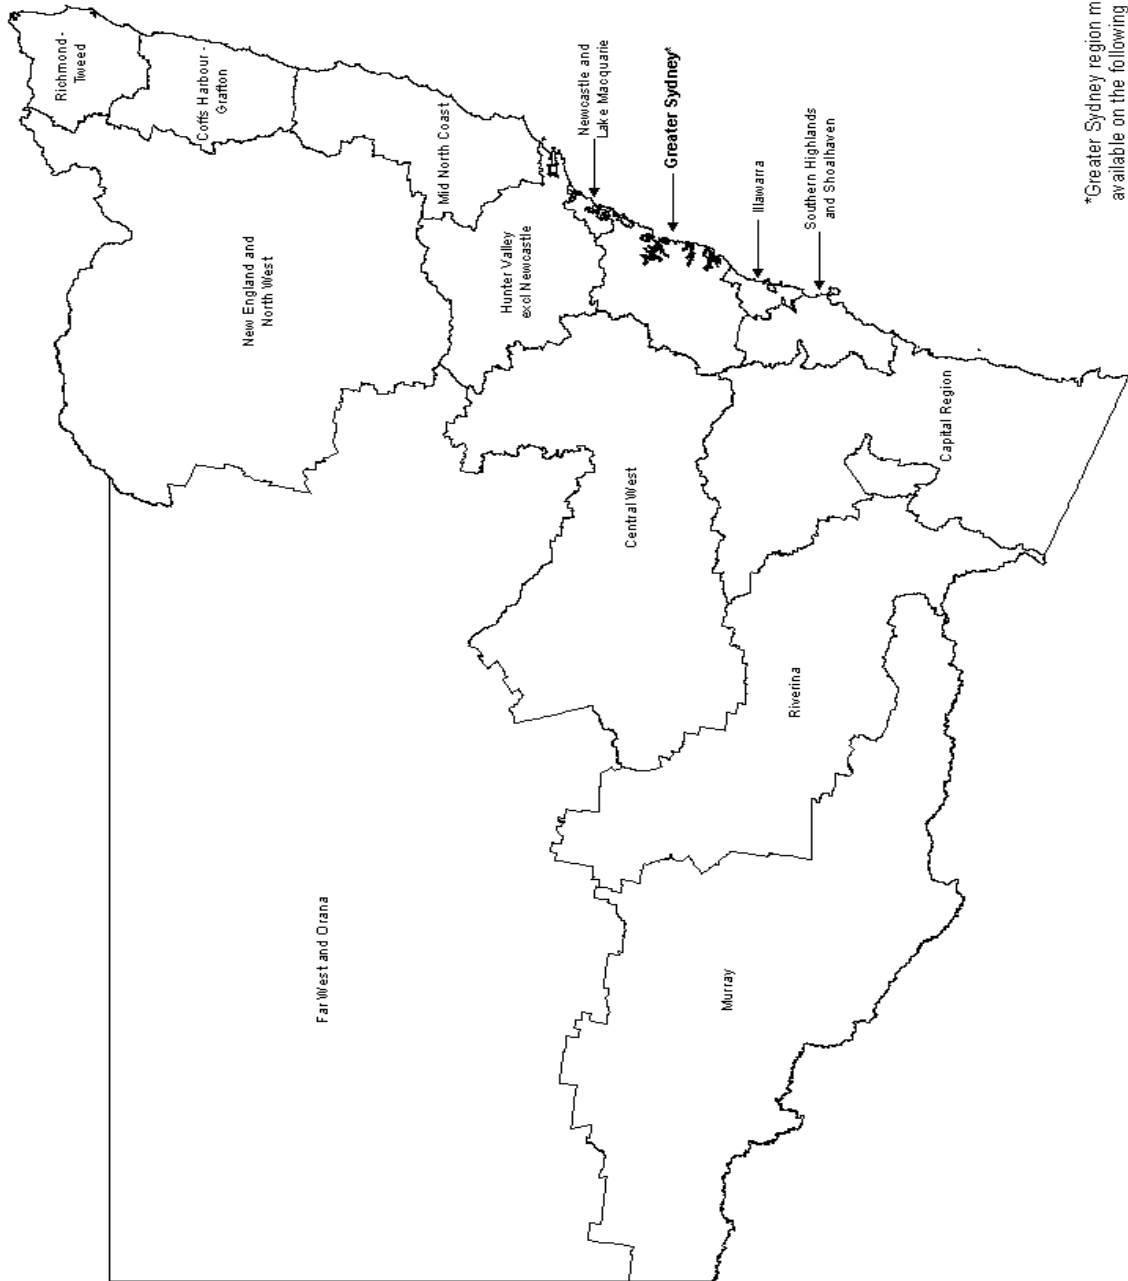 Richmond -
Tweed
Coffs Harbour -
Grafton
Mid North Coast
Newcastle and
Lake Macquarie
Greater Sydney*
Illawarra
Southern Highlands
and Shoalhaven
New England and
North West
Hunter Valley
excl Newcastle
Central West
Capital Region
Riverina
Far West and Orana
Murray
*Greater Sydney region m
available on the following